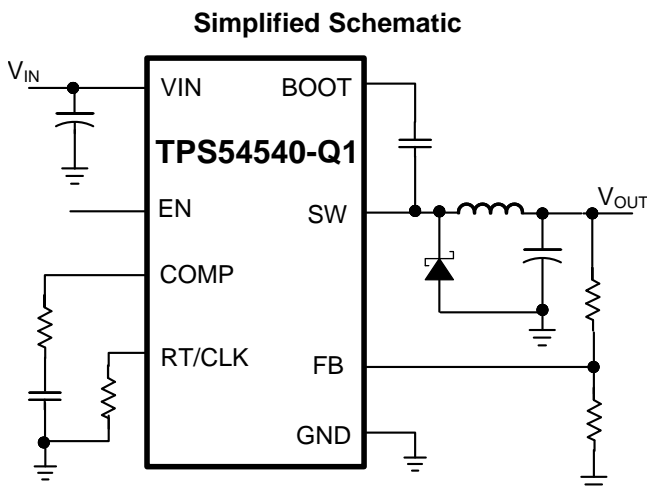 Simplified Schematic
VIN
VIN
BOOT
TPS54540-Q1
EN
SW
VOUT
COMP
RT/CLK
FB
GND